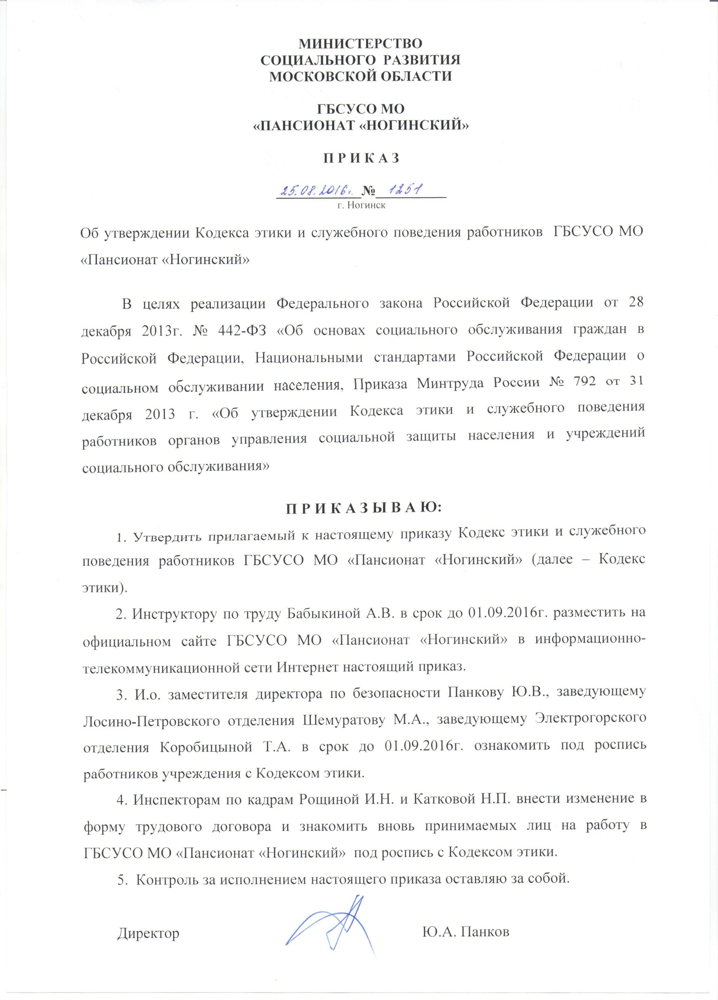 МИНИСТЕРСТВО
СОЦИАЛЬНОГО РАЗВИТИЯ
МОСКОВСКОЙ ОБЛАСТИ
ГБСУСО МО
«ПАНСИОНАТ «НОГИНСКИЙ»
П Р И К А З
25.08.2016г. № 1251
г. Ногинск
Об утверждении Кодекса этики и служебного поведения работников ГБСУСО МО
«Пансионат «Ногинский»
В целях реализации Федерального закона Российской Федерации от 28
декабря 2013г. № 442-ФЗ «Об основах социального обслуживания граждан в
Российской Федерации, Национальными стандартами Российской Федерации о
социальном обслуживании населения, Приказа Минтруда России № 792 от 31
декабря 2013 г. «Об утверждении Кодекса этики и служебного поведения
работников органов управления социальной защиты населения и учреждений
социального обслуживания»
П Р И К А З Ы В А Ю:
1. Утвердить прилагаемый к настоящему приказу Кодекс этики и служебного
поведения работников ГБСУСО МО «Пансионат «Ногинский» (далее – Кодекс
этики).
2. Инструктору по труду Бабыкиной А.В. в срок до 01.09.2016г. разместить на
официальном сайте ГБСУСО МО «Пансионат «Ногинский» в информационно-
телекоммуникационной сети Интернет настоящий приказ.
3. И.о. заместителя директора по безопасности Панкову Ю.В., заведующему
Лосино-Петровского отделения Шемуратову М.А., заведующему Электрогорского
отделения Коробицыной Т.А. в срок до 01.09.2016г. ознакомить под роспись
работников учреждения с Кодексом этики.
4. Инспекторам по кадрам Рощиной И.Н. и Катковой Н.П. внести изменение в
форму трудового договора и знакомить вновь принимаемых лиц на работу в
ГБСУСО МО «Пансионат «Ногинский» под роспись с Кодексом этики.
5. Контроль за исполнением настоящего приказа оставляю за собой.
Директор Ю.А. Панков